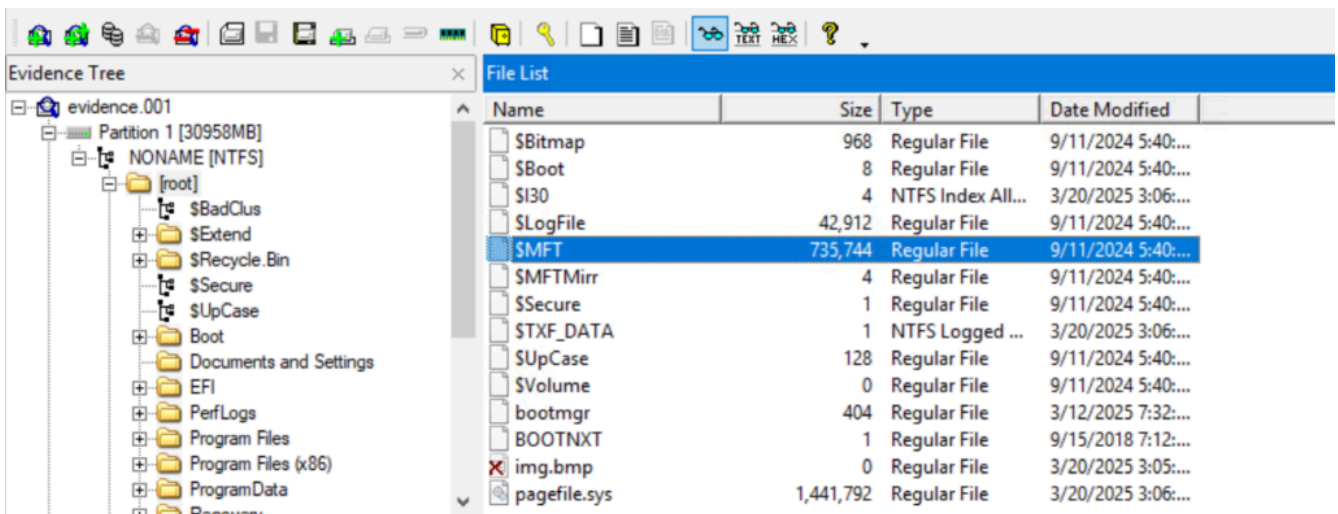 TEXT HEX
Evidence Tree
evidence.001
Partition 1 [30958MB]
NONAME [NTFS]
[root]
$BadClus
$Extend
$Recycle.Bin
$Secure
$UpCase
Boot
Documents and Settings
EFI
PerfLogs
Program Files
Program Files (x86)
ProgramData
Recovery
File List
Name Size Type Date Modified
$Bitmap 968 Regular File 9/11/2024 5:40:...
$Boot 8 Regular File 9/11/2024 5:40:...
$I30 4 NTFS Index All... 3/20/2025 3:06:...
$LogFile 42,912 Regular File 9/11/2024 5:40:...
$MFT 735,744 Regular File 9/11/2024 5:40:...
$MFTMirr 4 Regular File 9/11/2024 5:40:...
$Secure 1 Regular File 9/11/2024 5:40:...
$TXF_DATA 1 NTFS Logged ... 3/20/2025 3:06:...
$UpCase 128 Regular File 9/11/2024 5:40:...
$Volume 0 Regular File 9/11/2024 5:40:...
bootmgr 404 Regular File 3/12/2025 7:32:...
BOOTNXT 1 Regular File 9/15/2018 7:12:...
img.bmp 0 Regular File 3/20/2025 3:05:...
pagefile.sys 1,441,792 Regular File 3/20/2025 3:06:...